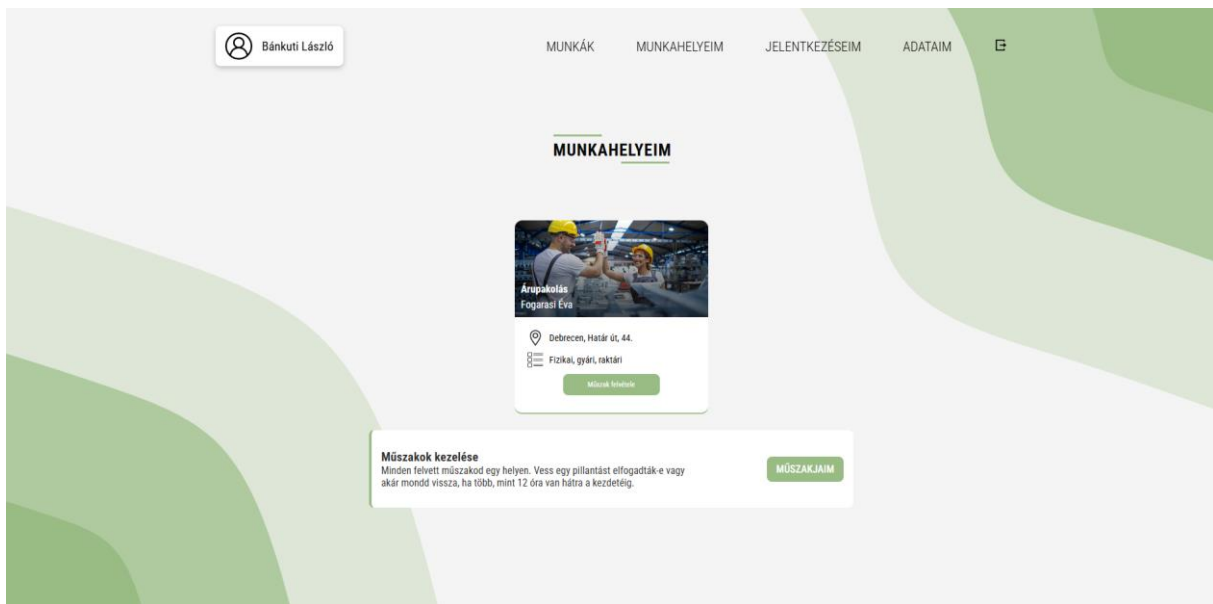 Bánkuti László
MUNKÁK
MUNKAHELYEIM
JELENTKEZÉSEIM
ADATAIM
MUNKAHELYEIM
Árupakolás
Fogarasi Éva
Debrecen, Határ út, 44.
Fizikai, gyári, raktári
Műszak felvétele
Műszakok kezelése
Minden felvett műszakod egy helyen. Vess egy pillantást elfogadták-e vagy
akár mondd vissza, ha több, mint 12 óra van hátra a kezdetéig.
MŰSZAKJAIM